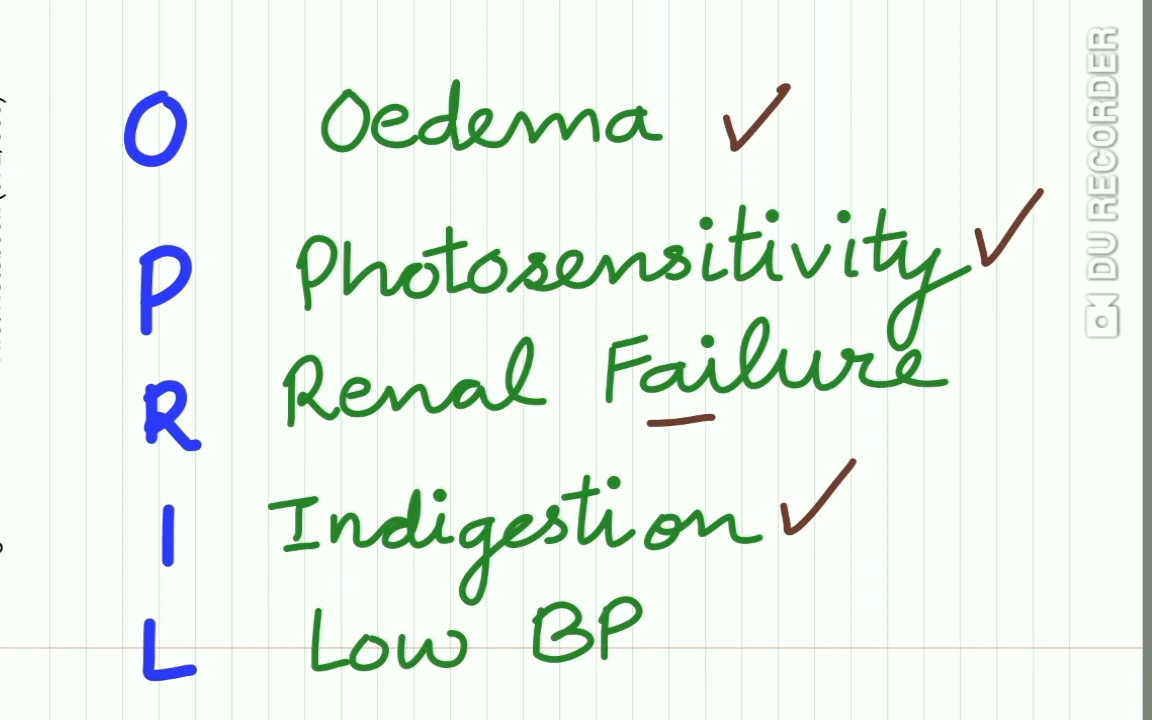 O Oedema ✓
P Photosensitivity ✓
R Renal Failure
I Indigestion ✓
L Low BP
DU RECORDER